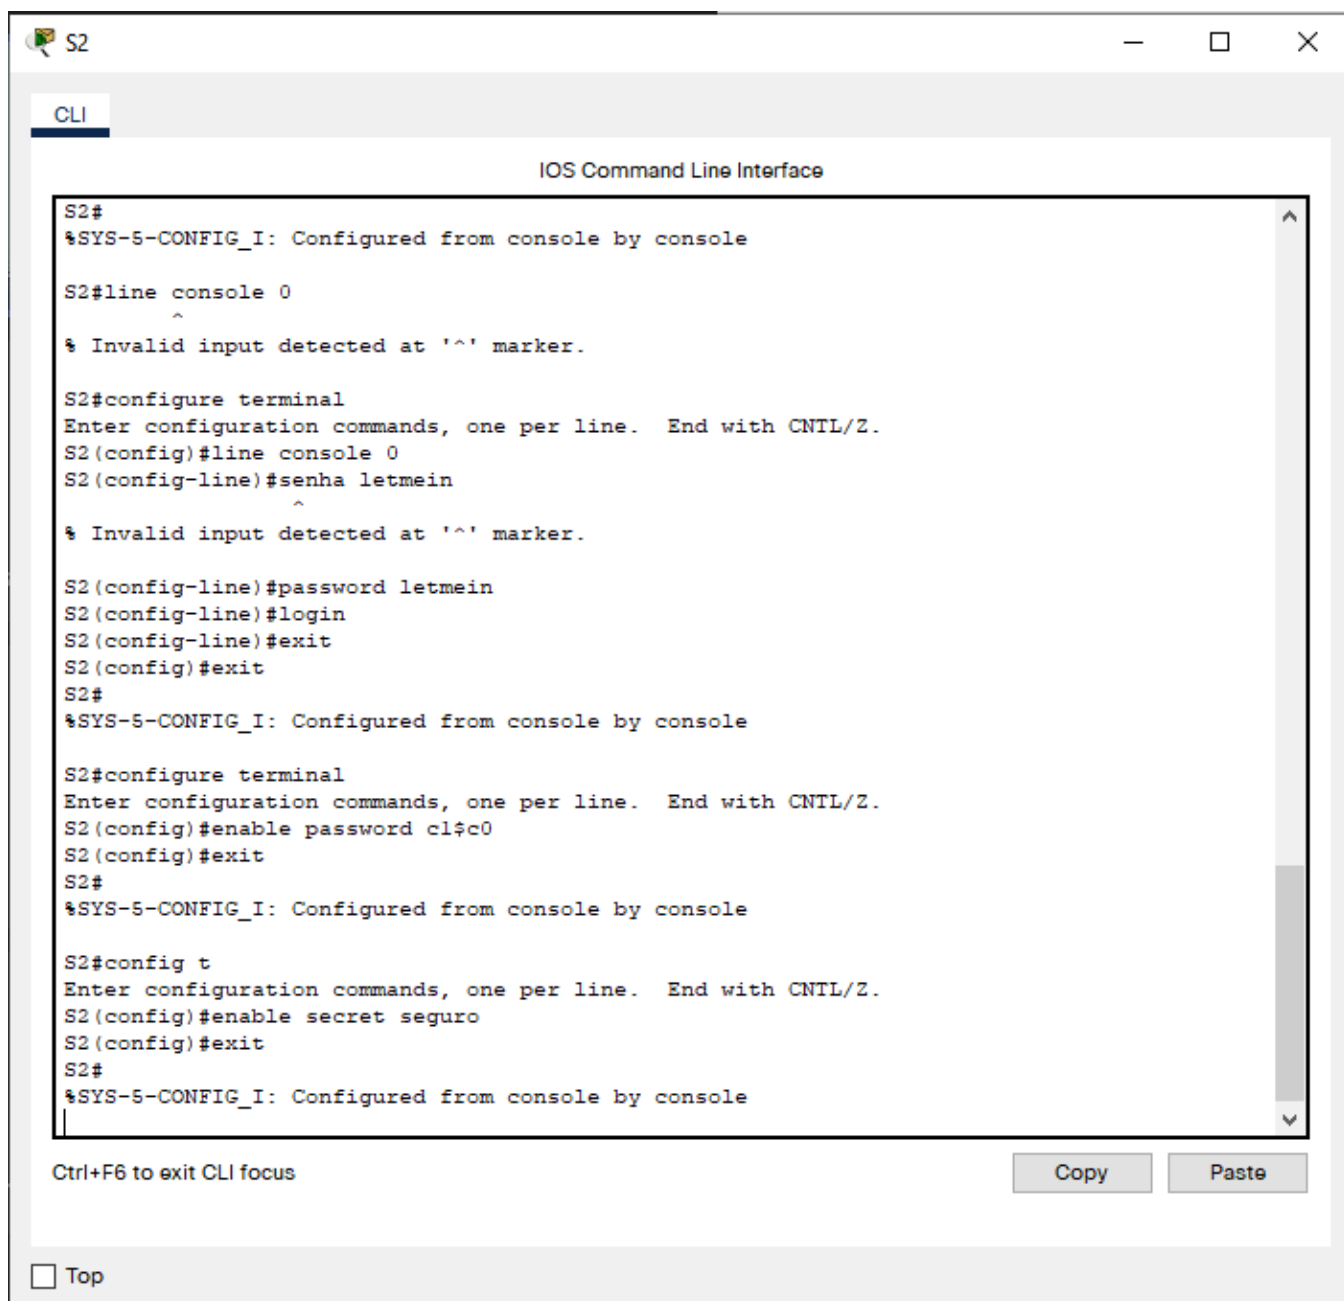 S2
CLI
IOS Command Line Interface
S2#
%SYS-5-CONFIG_I: Configured from console by console
S2#line console 0
^
% Invalid input detected at '^' marker.
S2#configure terminal
Enter configuration commands, one per line.  End with CNTL/Z.
S2(config)#line console 0
S2(config-line)#senha letmein
^
% Invalid input detected at '^' marker.
S2(config-line)#password letmein
S2(config-line)#login
S2(config-line)#exit
S2(config)#exit
S2#
%SYS-5-CONFIG_I: Configured from console by console
S2#configure terminal
Enter configuration commands, one per line.  End with CNTL/Z.
S2(config)#enable password c1$c0
S2(config)#exit
S2#
%SYS-5-CONFIG_I: Configured from console by console
S2#config t
Enter configuration commands, one per line.  End with CNTL/Z.
S2(config)#enable secret seguro
S2(config)#exit
S2#
%SYS-5-CONFIG_I: Configured from console by console
Ctrl+F6 to exit CLI focus
Copy
Paste
Top